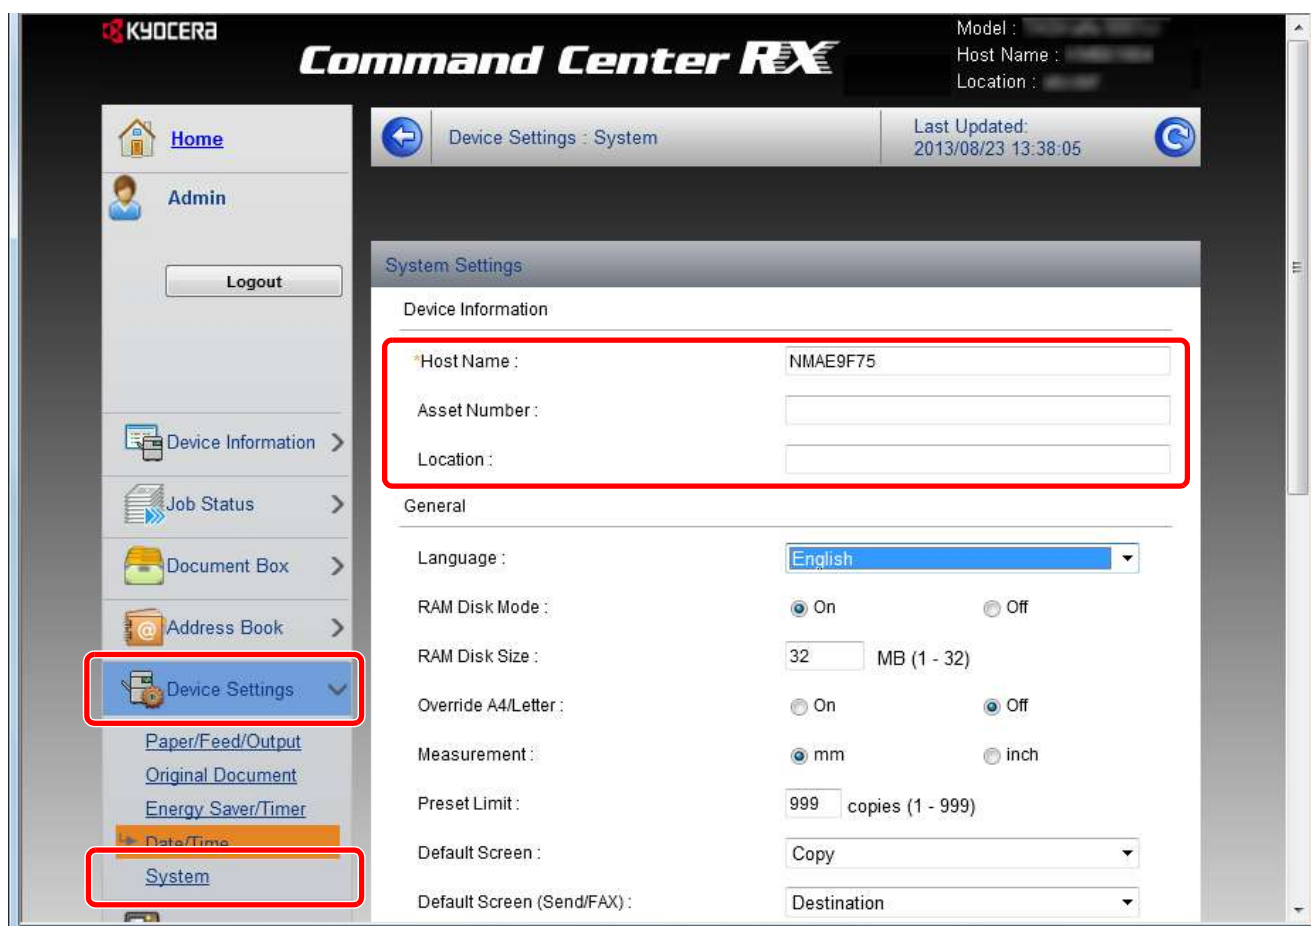 KYOCERA
Command Center RX
Model :
Host Name :
Location :
Home
Admin
Logout
Device Information
Job Status
Document Box
Address Book
Device Settings
Paper/Feed/Output
Original Document
Energy Saver/Timer
Date/Time
System
Device Settings : System
Last Updated:
2013/08/23 13:38:05
System Settings
Device Information
*Host Name : NMAE9F75
Asset Number :
Location :
General
Language : English
RAM Disk Mode : On Off
RAM Disk Size : 32 MB (1 - 32)
Override A4/Letter : On Off
Measurement : mm inch
Preset Limit : 999 copies (1 - 999)
Default Screen : Copy
Default Screen (Send/FAX) : Destination